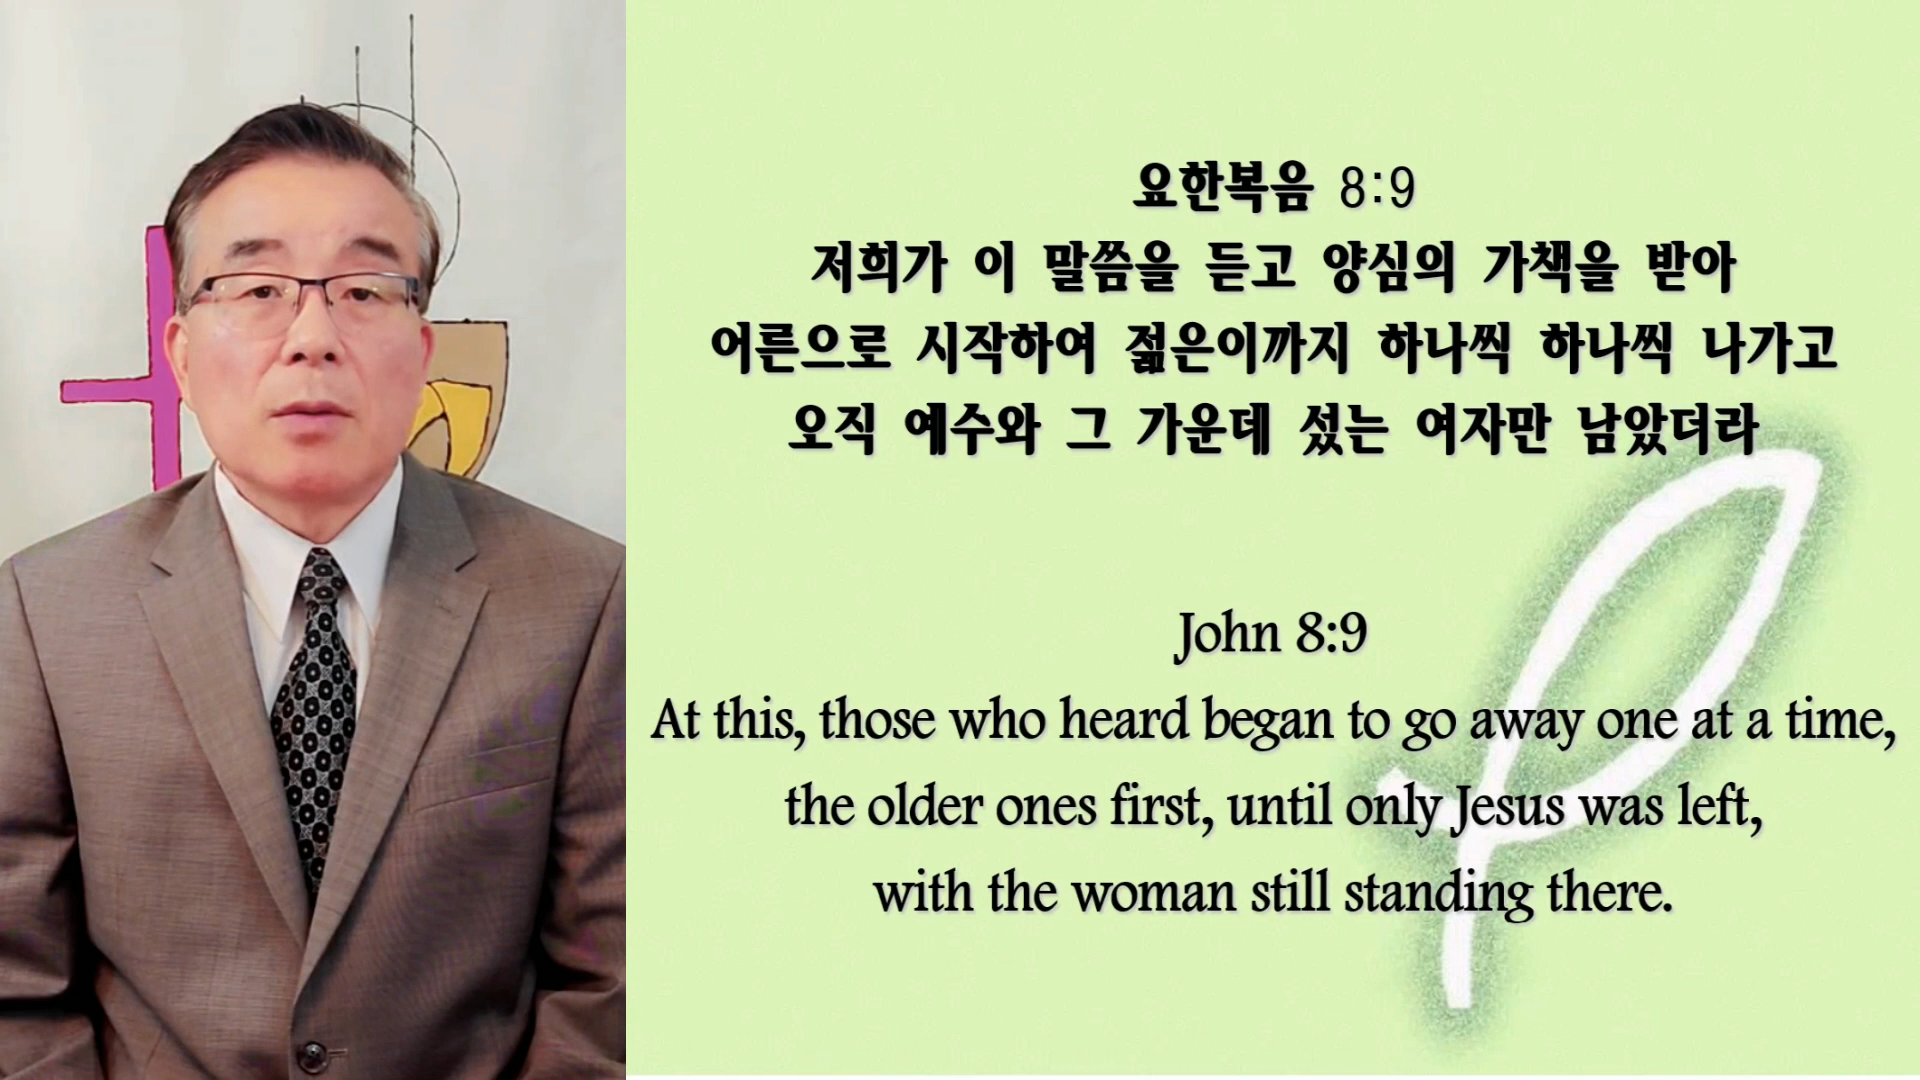 요한복음 8:9
저희가 이 말씀을 듣고 양심의 가책을 받아
어른으로 시작하여 젊은이까지 하나씩 하나씩 나가고
오직 예수와 그 가운데 섰는 여자만 남았더라
John 8:9
At this, those who heard began to go away one at a time,
the older ones first, until only Jesus was left,
with the woman still standing there.